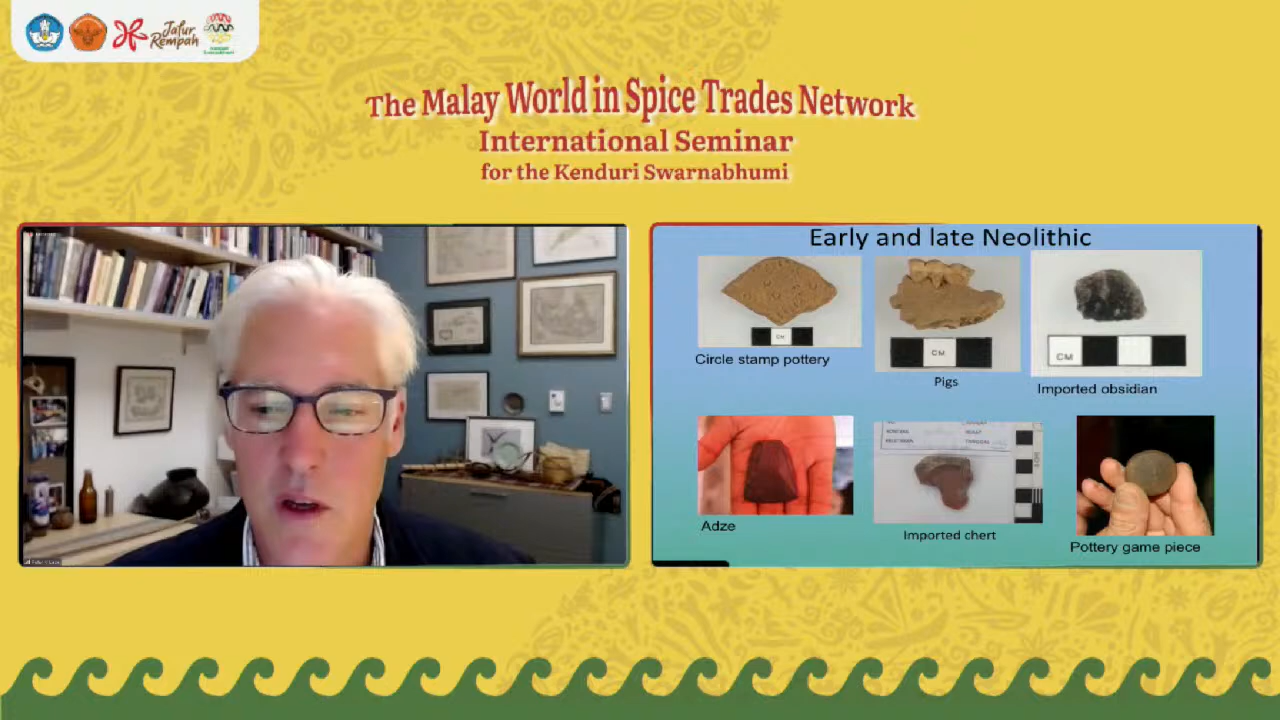 Jalur
Rempah
The Malay World in Spice Trades Network
International Seminar
for the Kenduri Swarnabhumi
Early and late Neolithic
CM
CM
CM
Circle stamp pottery
Pigs
Imported obsidian
Adze
Imported chert
Pottery game piece